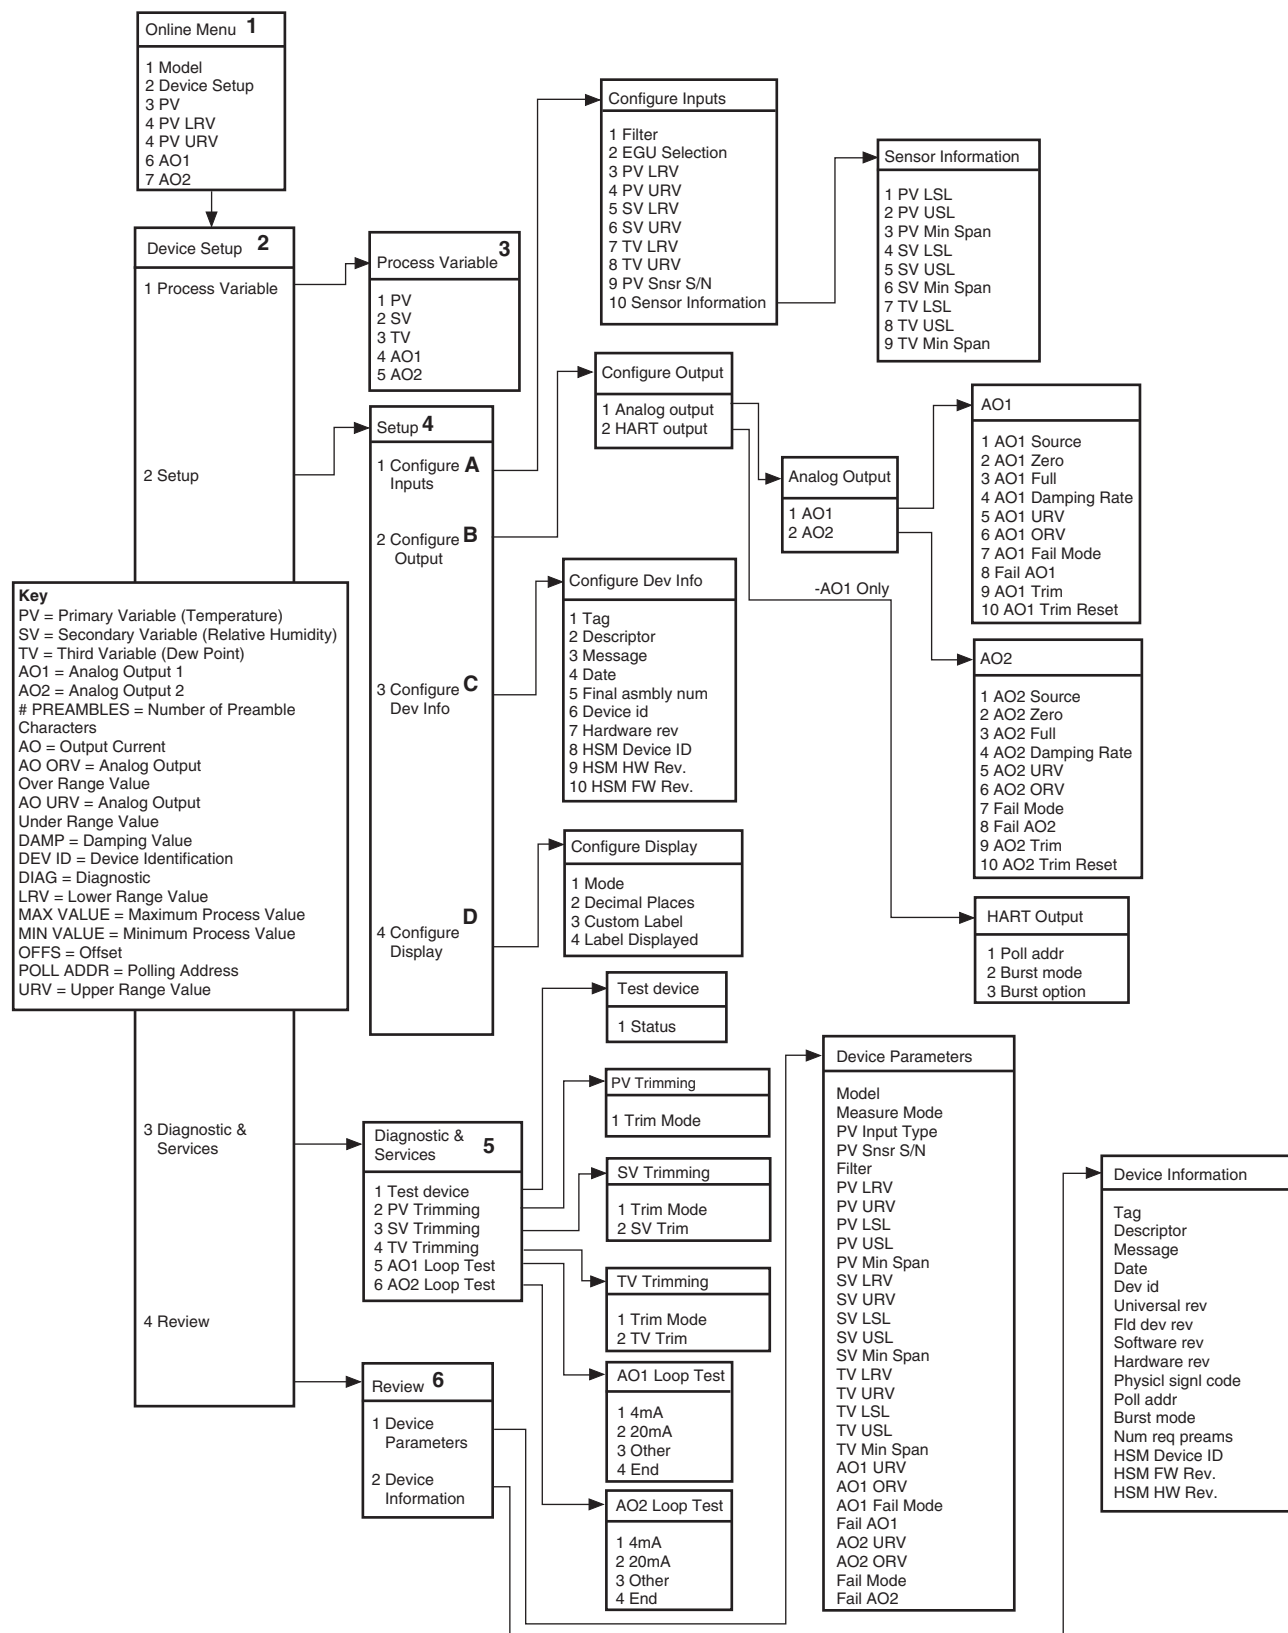 Online Menu 1
1 Model
2 Device Setup
3 PV
4 PV LRV
4 PV URV
6 AO1
7 AO2
Device Setup 2
1 Process Variable
2 Setup
3 Diagnostic &
Services
4 Review
Key
PV = Primary Variable (Temperature)
SV = Secondary Variable (Relative Humidity)
TV = Third Variable (Dew Point)
AO1 = Analog Output 1
AO2 = Analog Output 2
# PREAMBLES = Number of Preamble
Characters
AO = Output Current
AO ORV = Analog Output
Over Range Value
AO URV = Analog Output
Under Range Value
DAMP = Damping Value
DEV ID = Device Identification
DIAG = Diagnostic
LRV = Lower Range Value
MAX VALUE = Maximum Process Value
MIN VALUE = Minimum Process Value
OFFS = Offset
POLL ADDR = Polling Address
URV = Upper Range Value
Process Variable 3
1 PV
2 SV
3 TV
4 AO1
5 AO2
Setup 4
1 Configure A
Inputs
2 Configure B
Output
3 Configure C
Dev Info
4 Configure D
Display
Configure Inputs
1 Filter
2 EGU Selection
3 PV LRV
4 PV URV
5 SV LRV
6 SV URV
7 TV LRV
8 TV URV
9 PV Snsr S/N
10 Sensor Information
Sensor Information
1 PV LSL
2 PV USL
3 PV Min Span
4 SV LSL
5 SV USL
6 SV Min Span
7 TV LSL
8 TV USL
9 TV Min Span
Configure Output
1 Analog output
2 HART output
Analog Output
1 AO1
2 AO2
AO1
1 AO1 Source
2 AO1 Zero
3 AO1 Full
4 AO1 Damping Rate
5 AO1 URV
6 AO1 ORV
7 AO1 Fail Mode
8 Fail AO1
9 AO1 Trim
10 AO1 Trim Reset
-AO1 Only
AO2
1 AO2 Source
2 AO2 Zero
3 AO2 Full
4 AO2 Damping Rate
5 AO2 URV
6 AO2 ORV
7 Fail Mode
8 Fail AO2
9 AO2 Trim
10 AO2 Trim Reset
HART Output
1 Poll addr
2 Burst mode
3 Burst option
Configure Dev Info
1 Tag
2 Descriptor
3 Message
4 Date
5 Final asmbly num
6 Device id
7 Hardware rev
8 HSM Device ID
9 HSM HW Rev.
10 HSM FW Rev.
Configure Display
1 Mode
2 Decimal Places
3 Custom Label
4 Label Displayed
Diagnostic & 5
Services
1 Test device
2 PV Trimming
3 SV Trimming
4 TV Trimming
5 AO1 Loop Test
6 AO2 Loop Test
Test device
1 Status
PV Trimming
1 Trim Mode
SV Trimming
1 Trim Mode
2 SV Trim
TV Trimming
1 Trim Mode
2 TV Trim
AO1 Loop Test
1 4mA
2 20mA
3 Other
4 End
AO2 Loop Test
1 4mA
2 20mA
3 Other
4 End
Review 6
1 Device
Parameters
2 Device
Information
Device Parameters
Model
Measure Mode
PV Input Type
PV Snsr S/N
Filter
PV LRV
PV URV
PV LSL
PV USL
PV Min Span
SV LRV
SV URV
SV LSL
SV USL
SV Min Span
TV LRV
TV URV
TV LSL
TV USL
TV Min Span
AO1 URV
AO1 ORV
AO1 Fail Mode
Fail AO1
AO2 URV
AO2 ORV
Fail Mode
Fail AO2
Device Information
Tag
Descriptor
Message
Date
Dev id
Universal rev
Fld dev rev
Software rev
Hardware rev
Physicl signl code
Poll addr
Burst mode
Num req preams
HSM Device ID
HSM FW Rev.
HSM HW Rev.